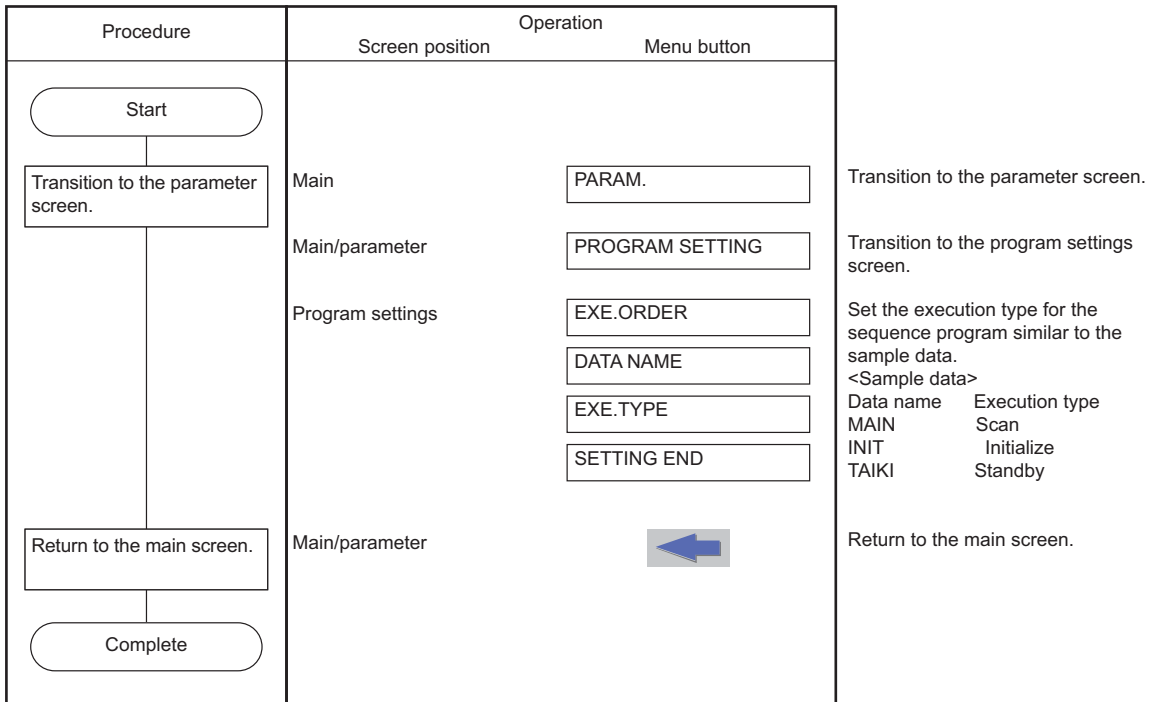 Procedure
Operation
Screen position Menu button
Start
Transition to the parameter
screen.
Main PARAM. Transition to the parameter screen.
Main/parameter PROGRAM SETTING Transition to the program settings
screen.
Program settings EXE.ORDER Set the execution type for the
sequence program similar to the
sample data.
DATA NAME
<Sample data>
Data name Execution type
EXE.TYPE
MAIN Scan
INIT Initialize
SETTING END
TAIKI Standby
Return to the main screen. Main/parameter Return to the main screen.
Complete